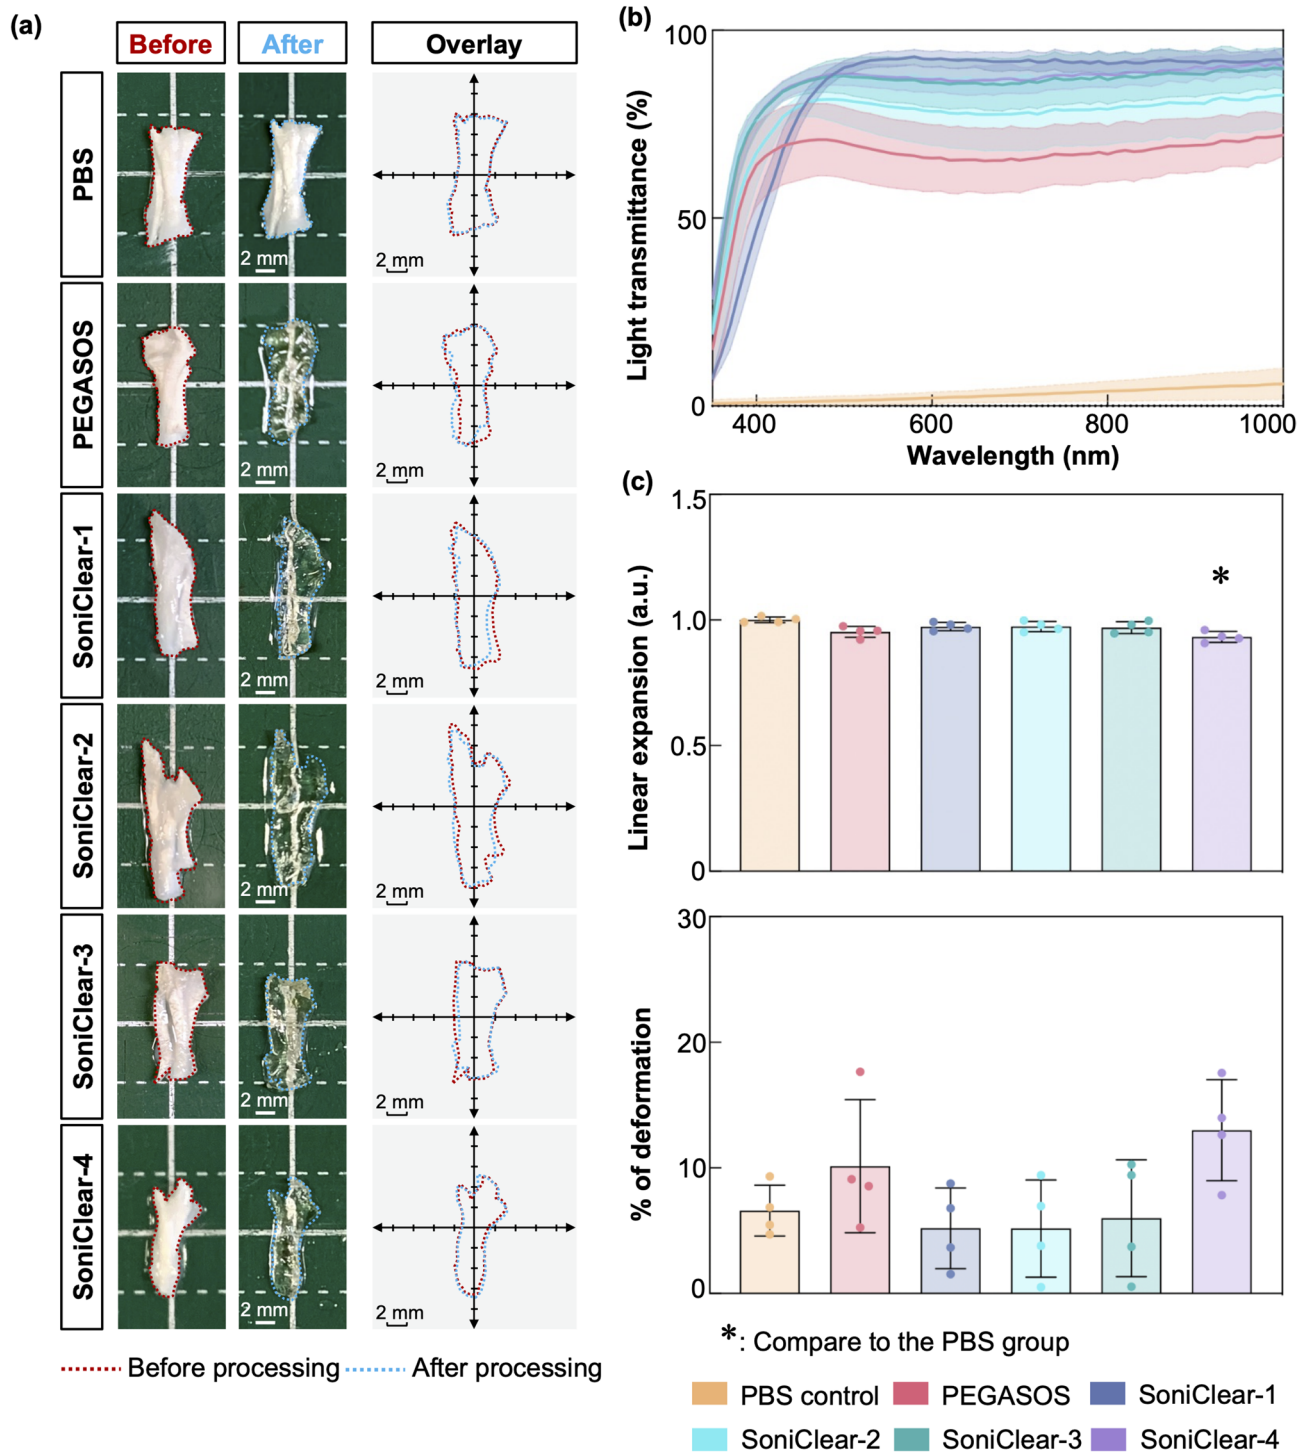 (a)
Before
After
Overlay
PBS
2 mm
2 mm
PEGASOS
2 mm
2 mm
SoniClear-1
2 mm
2 mm
SoniClear-2
2 mm
2 mm
SoniClear-3
2 mm
2 mm
SoniClear-4
2 mm
2 mm
Before processing
After processing
(b)
Light transmittance (%)
100
50
0
400
600
800
1000
Wavelength (nm)
(c)
Linear expansion (a.u.)
1.5
1.0
0.5
0
*
% of deformation
30
20
10
0
*: Compare to the PBS group
PBS control
PEGASOS
SoniClear-1
SoniClear-2
SoniClear-3
SoniClear-4